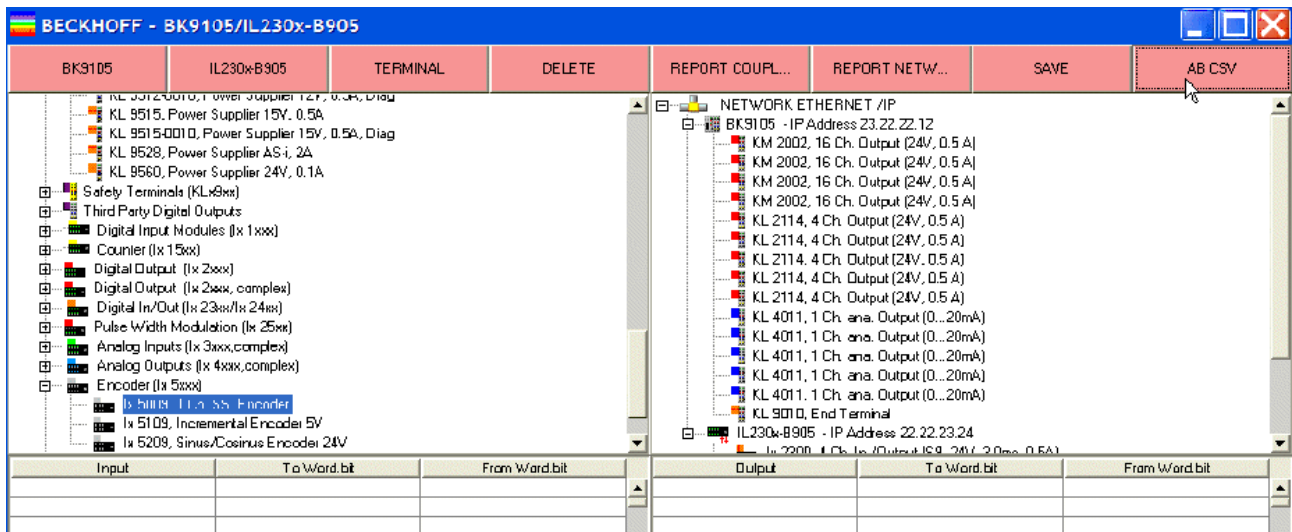 BECKHOFF - BK9105/IL230x-B905
BK9105
IL230x-B905
TERMINAL
DELETE
REPORT COUPL...
REPORT NETW...
SAVE
AB CSV
KL 9515, Power Supplier 15V, 0.5A
KL 9515-0010, Power Supplier 15V, 0.5A, Diag
KL 9528, Power Supplier AS-i, 2A
KL 9560, Power Supplier 24V, 0.1A
Safety Terminals (KLx9xx)
Third Party Digital Outputs
Digital Input Modules (Ix 1xxx)
Counter (Ix 15xx)
Digital Output (Ix 2xxx)
Digital Output (Ix 2xxx, complex)
Digital In/Out (Ix 23xx/Ix 24xx)
Pulse Width Modulation (Ix 25xx)
Analog Inputs (Ix 3xxx,complex)
Analog Outputs (Ix 4xxx,complex)
Encoder (Ix 5xxx)
Ix 5009, 1 Ch. SSI Encoder
Ix 5109, Incremental Encoder 5V
Ix 5209, Sinus/Cosinus Encoder 24V
NETWORK ETHERNET /IP
BK9105 - IP Address 23.22.22.12
KM 2002, 16 Ch. Output (24V, 0.5 A)
KM 2002, 16 Ch. Output (24V, 0.5 A)
KM 2002, 16 Ch. Output (24V, 0.5 A)
KM 2002, 16 Ch. Output (24V, 0.5 A)
KL 2114, 4 Ch. Output (24V, 0.5 A)
KL 2114, 4 Ch. Output (24V, 0.5 A)
KL 2114, 4 Ch. Output (24V, 0.5 A)
KL 2114, 4 Ch. Output (24V, 0.5 A)
KL 2114, 4 Ch. Output (24V, 0.5 A)
KL 4011, 1 Ch. ana. Output (0...20mA)
KL 4011, 1 Ch. ana. Output (0...20mA)
KL 4011, 1 Ch. ana. Output (0...20mA)
KL 4011, 1 Ch. ana. Output (0...20mA)
KL 4011, 1 Ch. ana. Output (0...20mA)
KL 9010, End Terminal
IL230x-B905 - IP Address 22.22.23.24
Input
To Word.bit
From Word.bit
Output
To Word.bit
From Word.bit